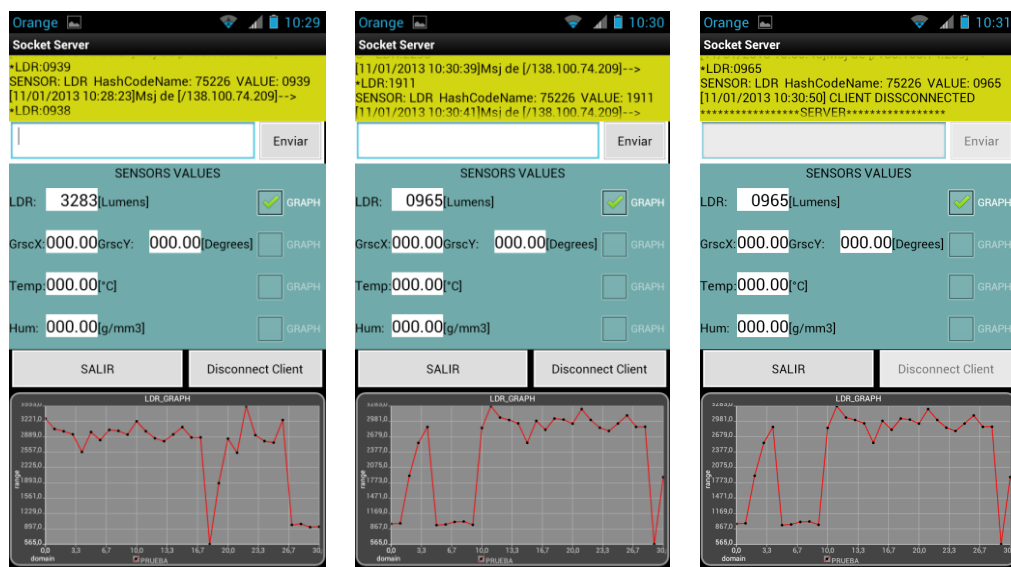 Orange 10:29
Socket Server
*LDR:0939
SENSOR: LDR HashCodeName: 75226 VALUE: 0939
[11/01/2013 10:28:23]Msj de [/138.100.74.209]-->
*LDR:0938
Enviar
SENSORS VALUES
LDR: 3283[Lumens] GRAPH
GrscX:000.00GrscY: 000.00[Degrees] GRAPH
Temp:000.00[°C] GRAPH
Hum: 000.00[g/mm3] GRAPH
SALIR Disconnect Client
LDR_GRAPH
3221,0
2889,0
2557,0
2225,0
1893,0
1561,0
1229,0
897,0
565,0
range
0,0 3,3 6,7 10,0 13,3 16,7 20,0 23,3 26,7 30,
domain PRUEBA
Orange 10:30
Socket Server
[11/01/2013 10:30:39]Msj de [/138.100.74.209]-->
*LDR:1911
SENSOR: LDR HashCodeName: 75226 VALUE: 1911
[11/01/2013 10:30:41]Msj de [/138.100.74.209]-->
Enviar
SENSORS VALUES
LDR: 0965[Lumens] GRAPH
GrscX:000.00GrscY: 000.00[Degrees] GRAPH
Temp:000.00[°C] GRAPH
Hum: 000.00[g/mm3] GRAPH
SALIR Disconnect Client
LDR_GRAPH
2981,0
2679,0
2377,0
2075,0
1773,0
1471,0
1169,0
867,0
565,0
range
0,0 3,3 6,7 10,0 13,3 16,7 20,0 23,3 26,7 30,
domain PRUEBA
Orange 10:31
Socket Server
*LDR:0965
SENSOR: LDR HashCodeName: 75226 VALUE: 0965
[11/01/2013 10:30:50] CLIENT DISSCONNECTED
*****************SERVER*****************
Enviar
SENSORS VALUES
LDR: 0965[Lumens] GRAPH
GrscX:000.00GrscY: 000.00[Degrees] GRAPH
Temp:000.00[°C] GRAPH
Hum: 000.00[g/mm3] GRAPH
SALIR Disconnect Client
LDR_GRAPH
2981,0
2679,0
2377,0
2075,0
1773,0
1471,0
1169,0
867,0
565,0
range
0,0 3,3 6,7 10,0 13,3 16,7 20,0 23,3 26,7 30,
domain PRUEBA